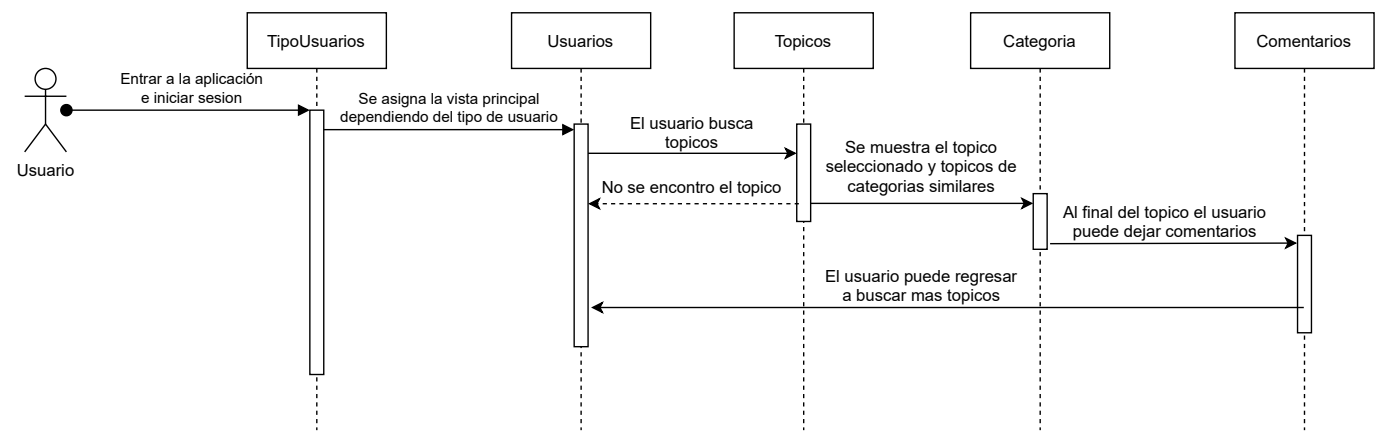 TipoUsuarios
Usuarios
Topicos
Categoria
Comentarios
Usuario
Entrar a la aplicación
e iniciar sesion
Se asigna la vista principal
dependiendo del tipo de usuario
El usuario busca
topicos
No se encontro el topico
Se muestra el topico
seleccionado y topicos de
categorias similares
Al final del topico el usuario
puede dejar comentarios
El usuario puede regresar
a buscar mas topicos